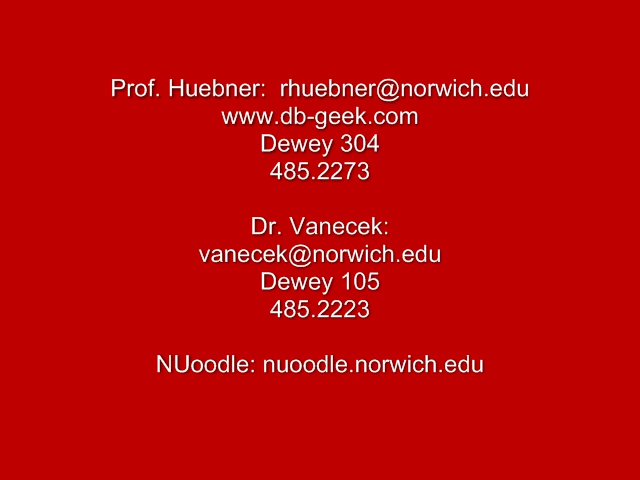 Prof. Huebner:  rhuebner@norwich.edu
www.db-geek.com
Dewey 304
485.2273
Dr. Vanecek:
vanecek@norwich.edu
Dewey 105
485.2223
NUoodle: nuoodle.norwich.edu